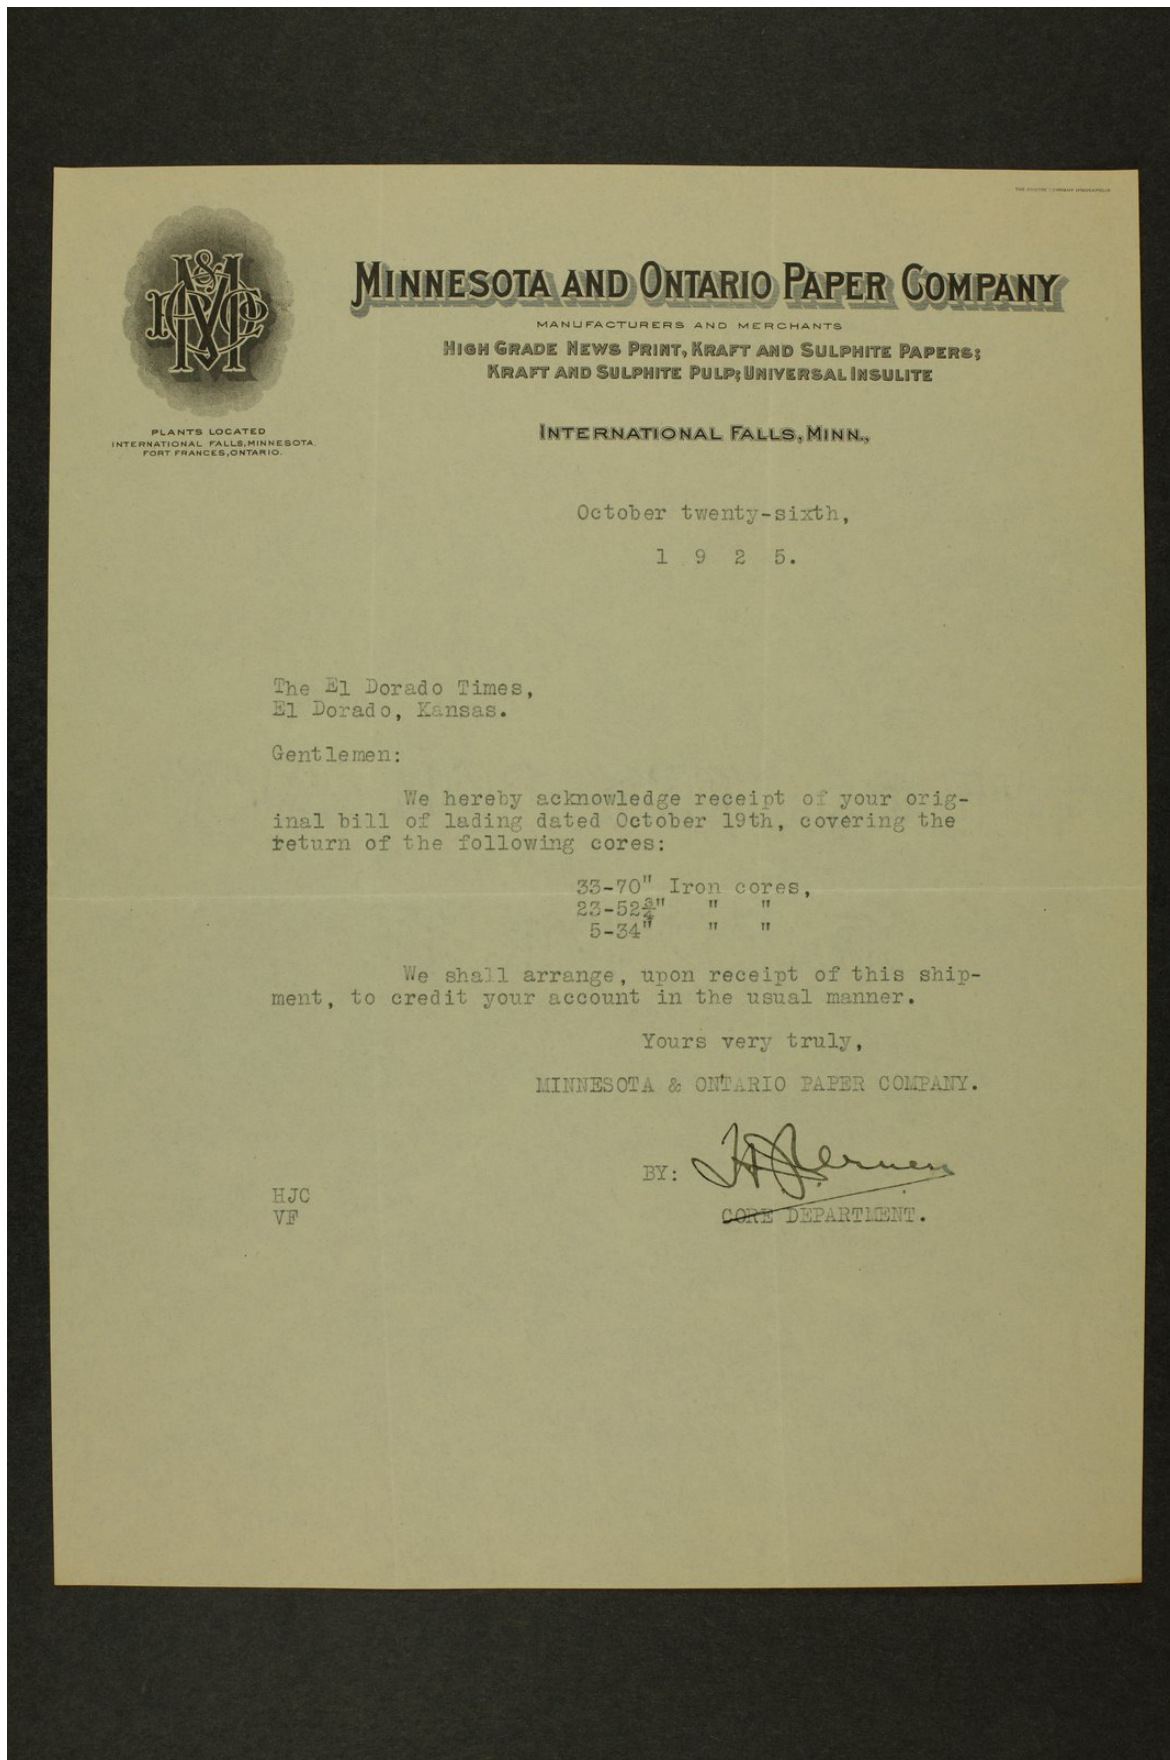 MINNESOTA AND ONTARIO PAPER COMPANY
MANUFACTURERS AND MERCHANTS
HIGH GRADE NEWS PRINT, KRAFT AND SULPHITE PAPERS;
KRAFT AND SULPHITE PULP; UNIVERSAL INSULITE
PLANTS LOCATED
INTERNATIONAL FALLS, MINNESOTA.
FORT FRANCES, ONTARIO.
INTERNATIONAL FALLS, MINN.,
October twenty-sixth,
1 9 2 5.
The El Dorado Times,
El Dorado, Kansas.
Gentlemen:
We hereby acknowledge receipt of your orig-
inal bill of lading dated October 19th, covering the
return of the following cores:
33-70" Iron cores,
23-52¾" " "
5-34" " "
We shall arrange, upon receipt of this ship-
ment, to credit your account in the usual manner.
Yours very truly,
MINNESOTA & ONTARIO PAPER COMPANY.
BY:
HJC
VF
CORE DEPARTMENT.